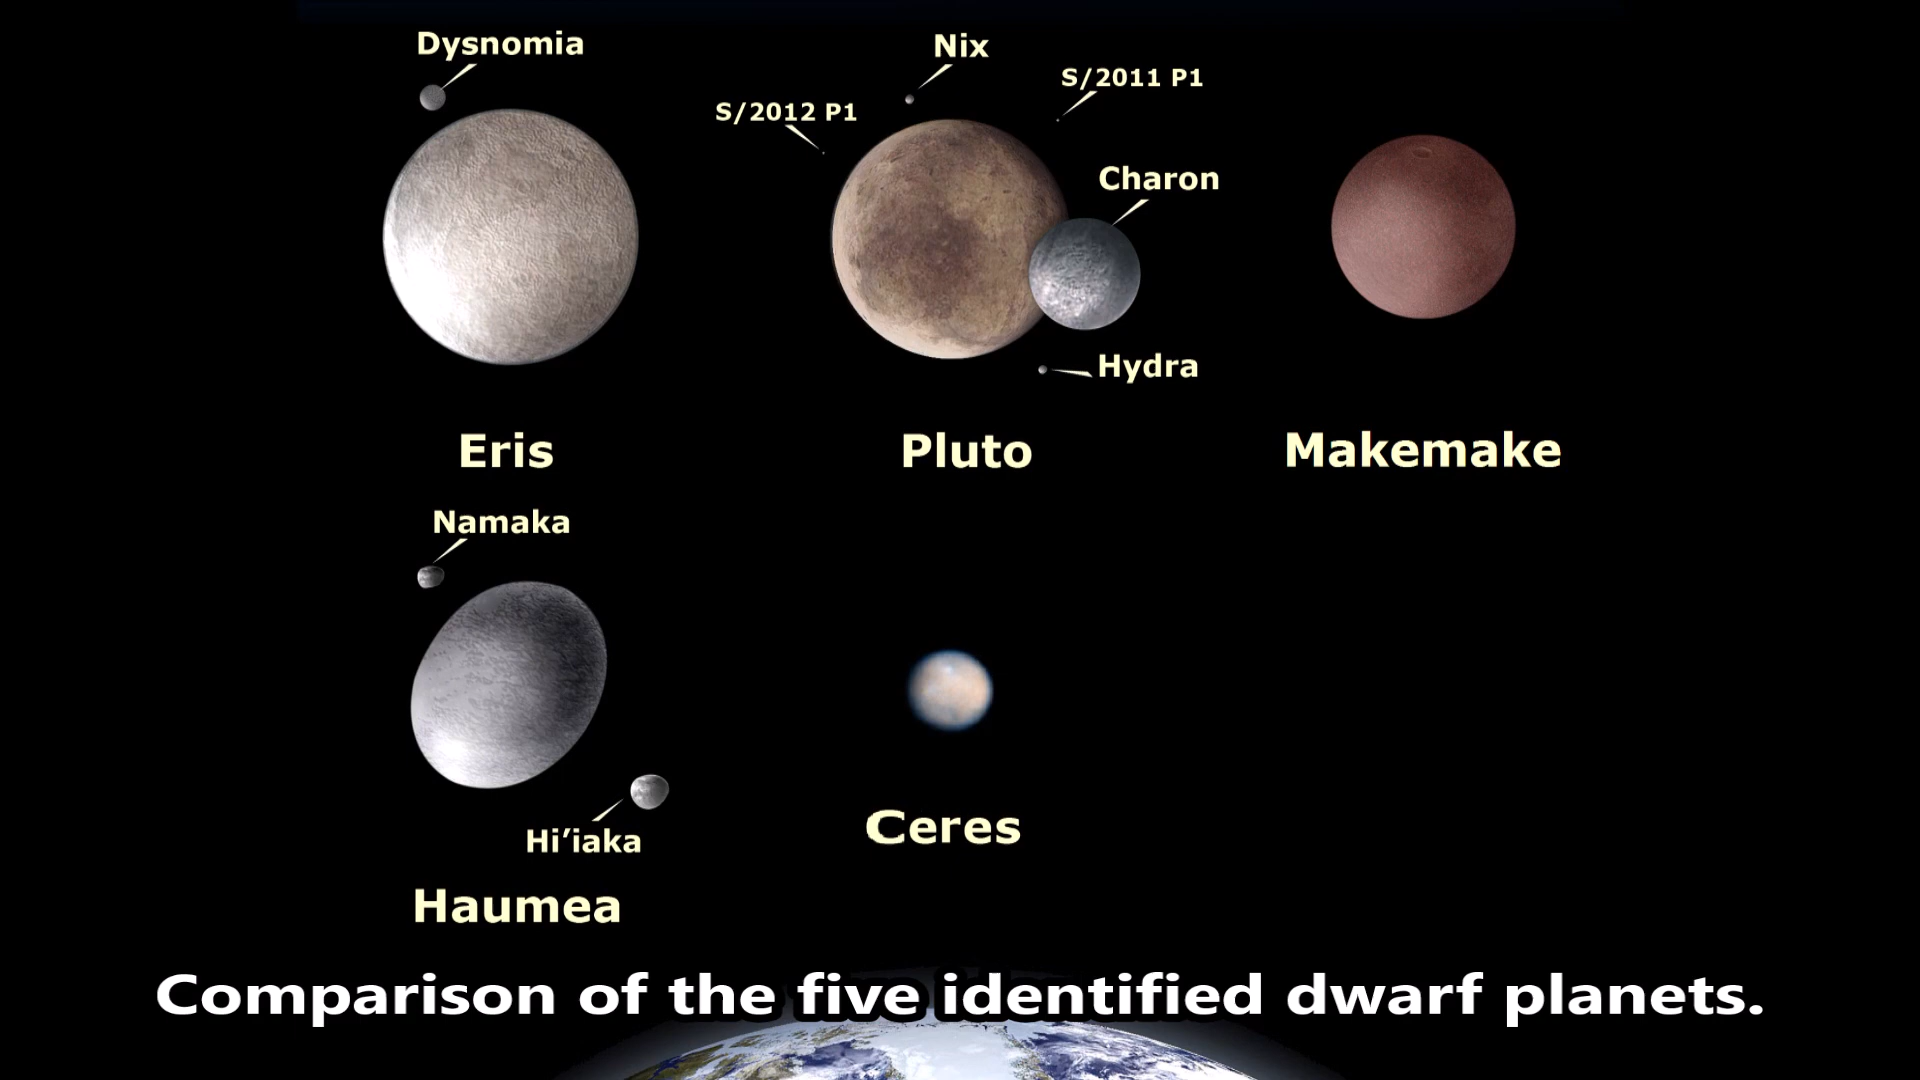 Dysnomia
Nix
S/2011 P1
S/2012 P1
Charon
Hydra
Eris
Pluto
Makemake
Namaka
Hi′iaka
Ceres
Haumea
Comparison of the five identified dwarf planets.